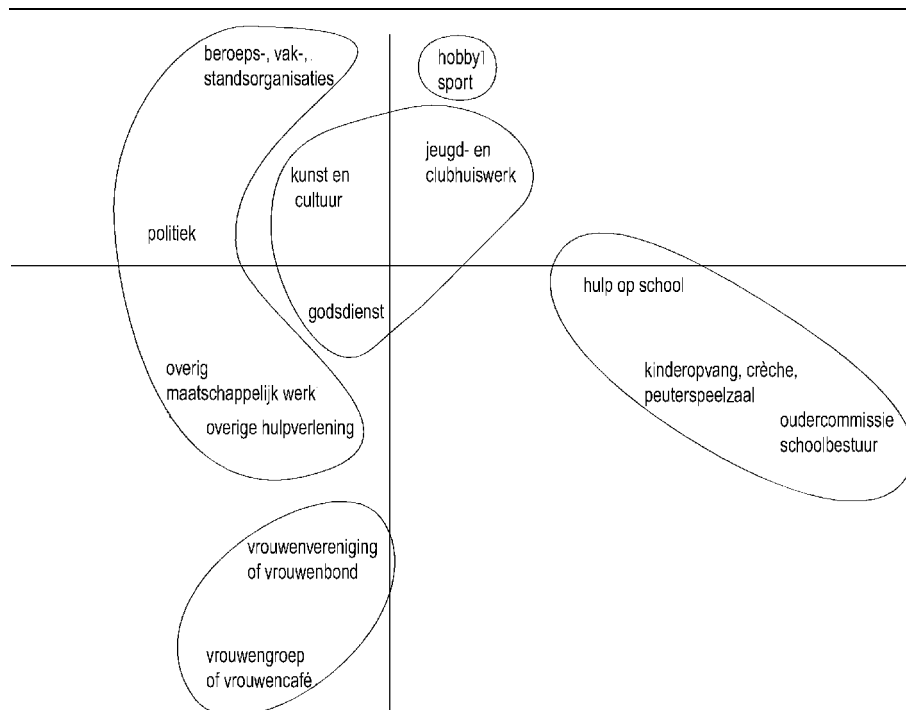 beroeps-, vak-,
standsorganisaties
hobby
sport
jeugd- en
clubhuiswerk
kunst en
cultuur
politiek
godsdienst
hulp op school
overig
maatschappelijk werk
overige hulpverlening
kinderopvang, crèche,
peuterspeelzaal
oudercommissie
schoolbestuur
vrouwenvereniging
of vrouwenbond
vrouwengroep
of vrouwencafé